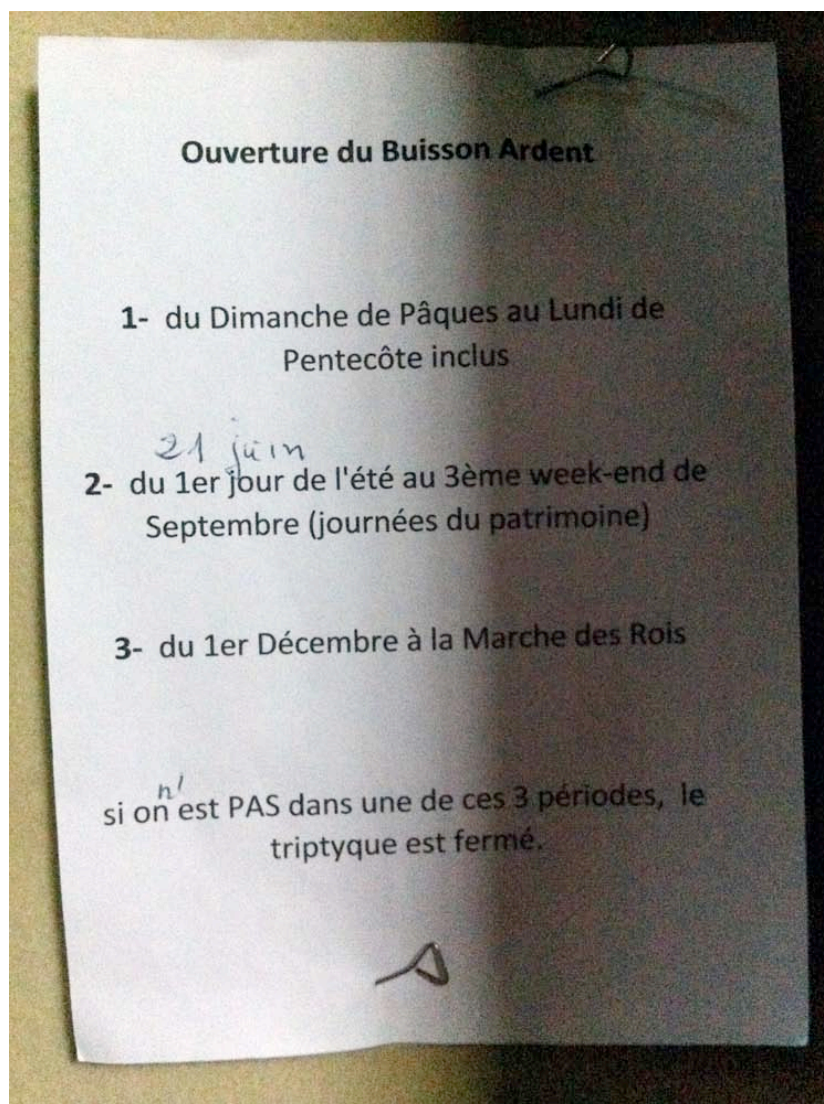 Ouverture du Buisson Ardent
1- du Dimanche de Pâques au Lundi de
Pentecôte inclus
21 juin
2- du 1er jour de l'été au 3ème week-end de
Septembre (journées du patrimoine)
3- du 1er Décembre à la Marche des Rois
n'
si on est PAS dans une de ces 3 périodes, le
triptyque est fermé.